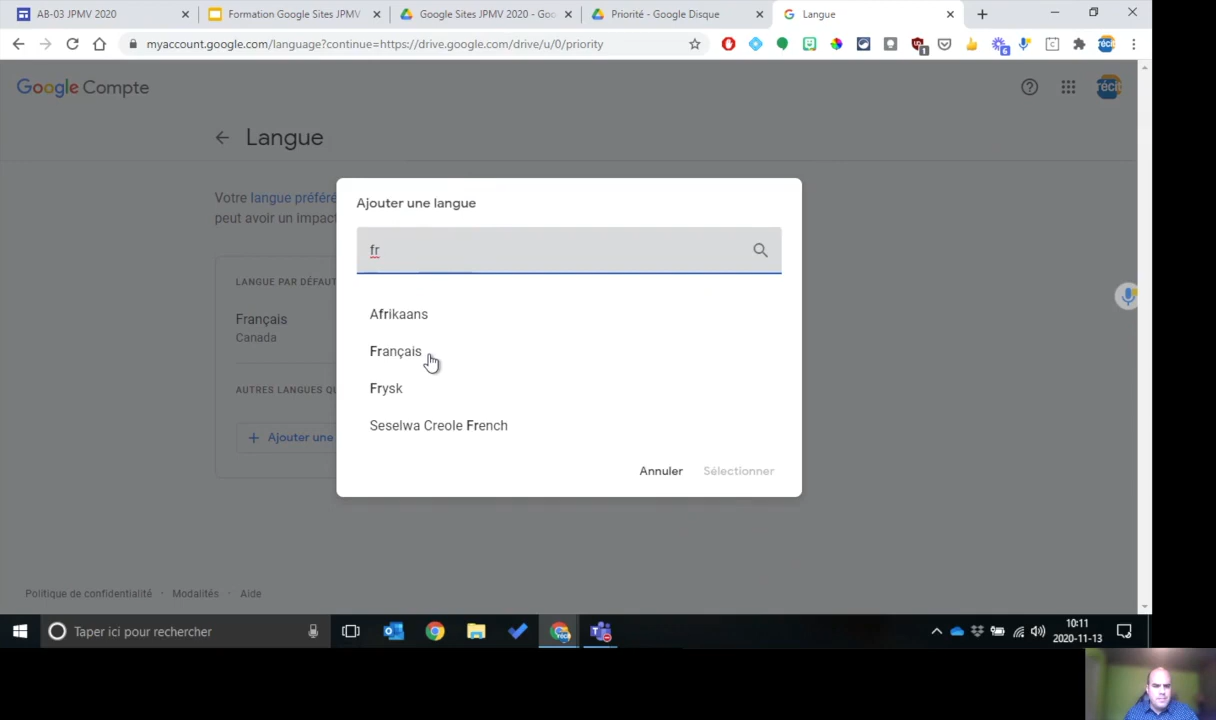 AB-03 JPMV 2020
Formation Google Sites JPMV
Google Sites JPMV 2020 - Goo
Priorité - Google Disque
Langue
myaccount.google.com/language?continue=https://drive.google.com/drive/u/0/priority
Google Compte
récit
Langue
Votre langue préféré
peut avoir un impact
LANGUE PAR DÉFAUT
Français
Canada
AUTRES LANGUES QU
+ Ajouter une
Ajouter une langue
fr
Afrikaans
Français
Frysk
Seselwa Creole French
Annuler
Sélectionner
Politique de confidentialité · Modalités · Aide
Taper ici pour rechercher
10:11
2020-11-13